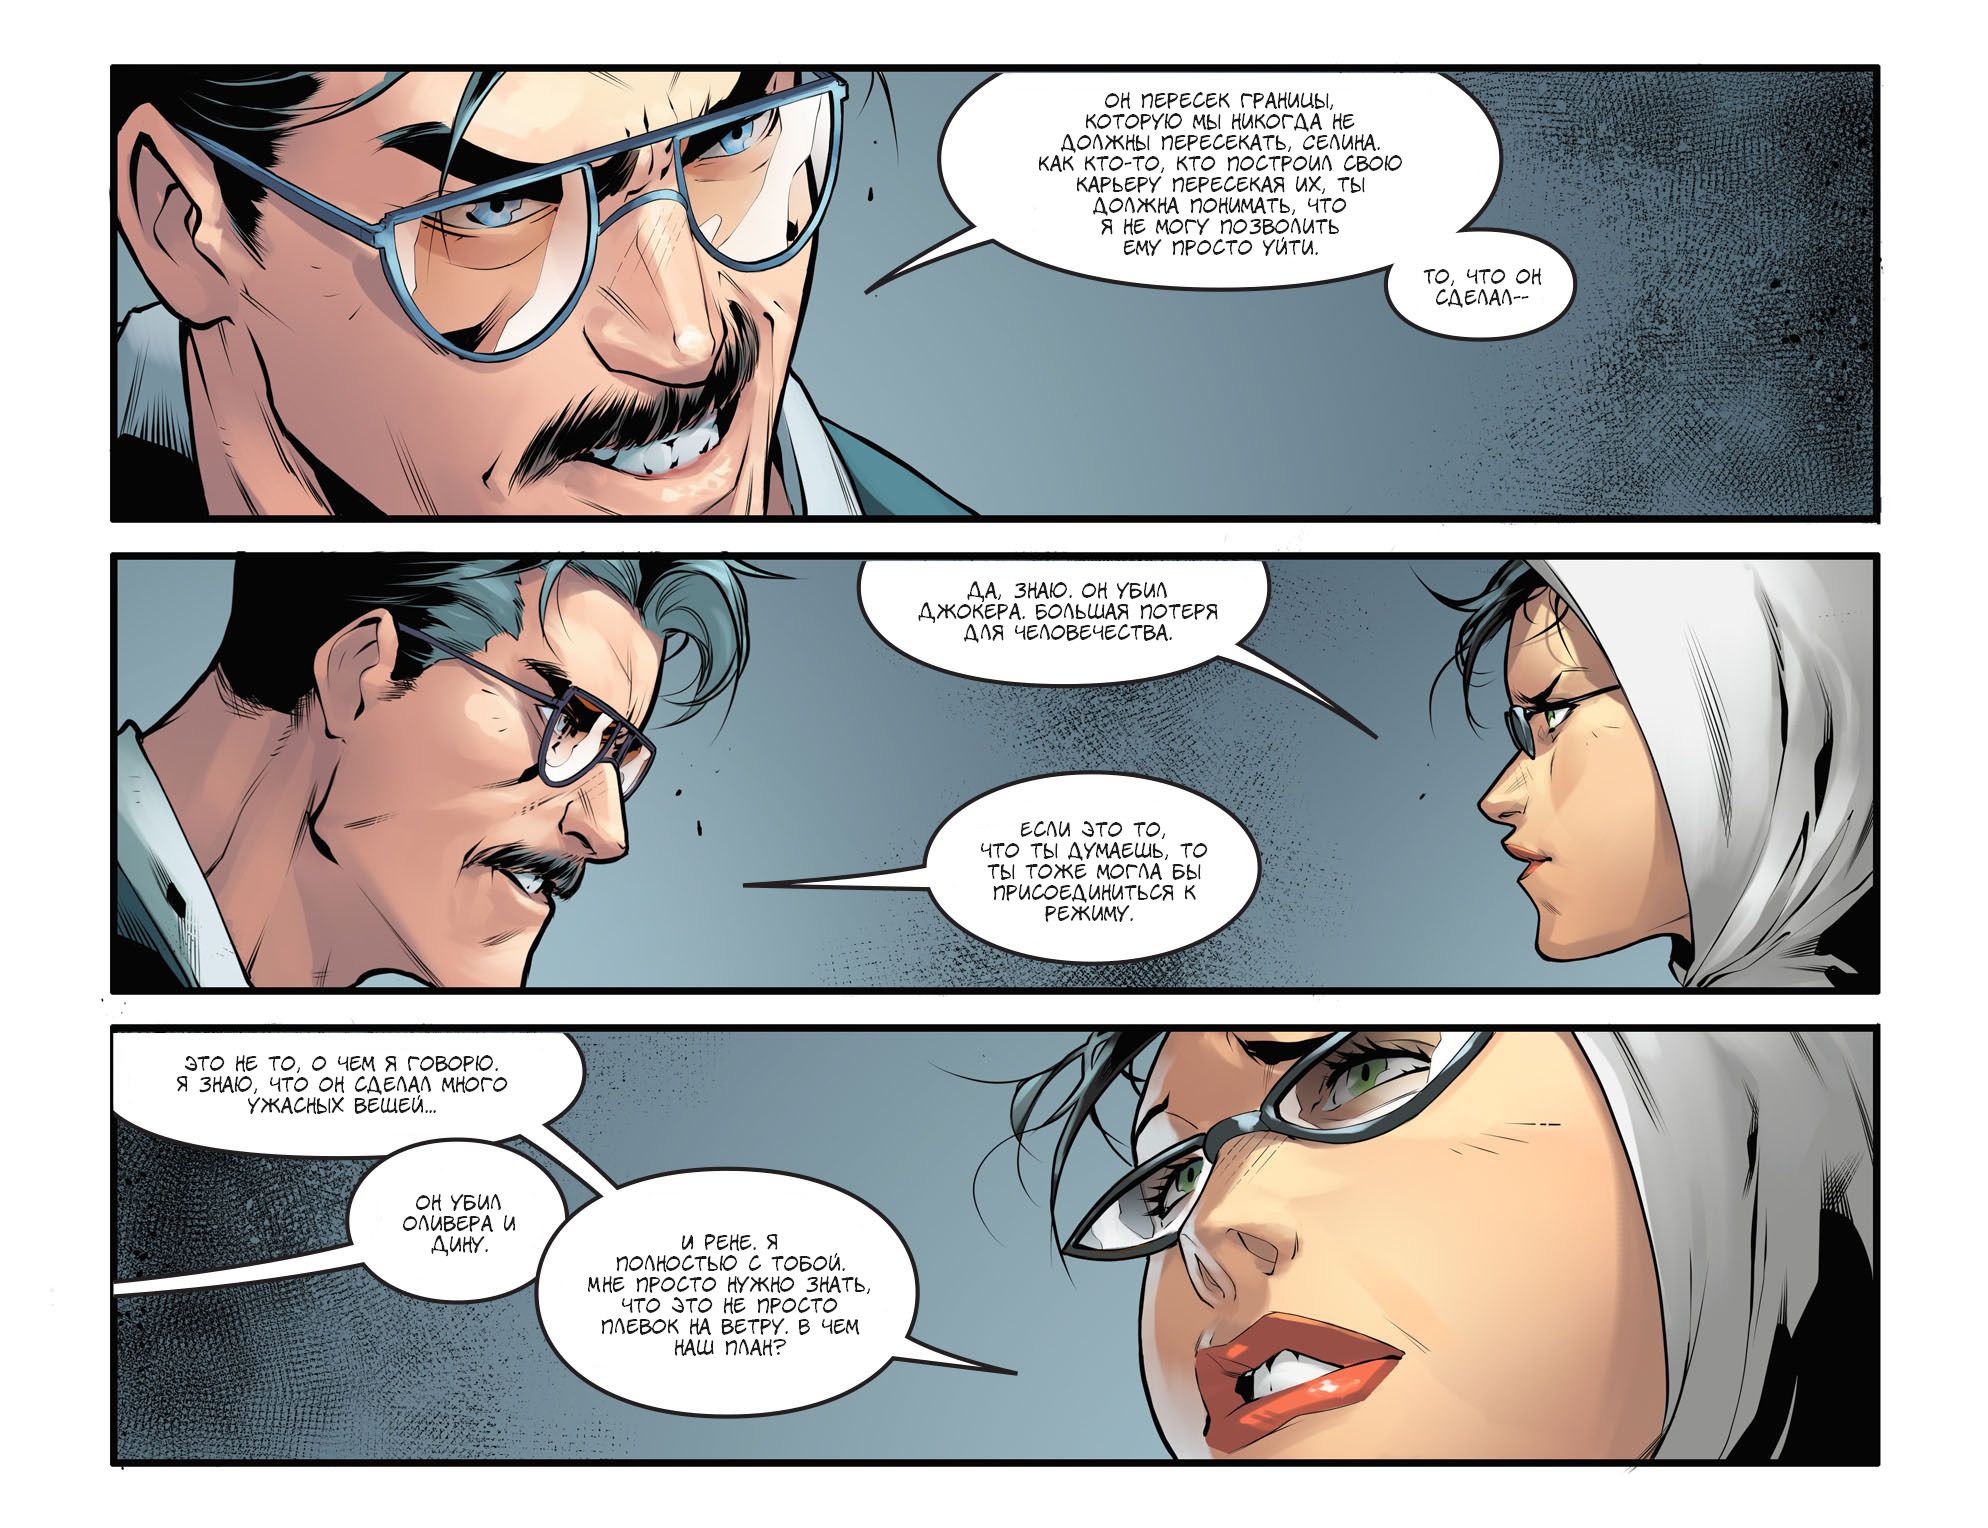 ОН ПЕРЕСЕК ГРАНИЦЫ,
КОТОРУЮ МЫ НИКОГДА НЕ
ДОЛЖНЫ ПЕРЕСЕКАТЬ, СЕЛИНА.
КАК КТО-ТО, КТО ПОСТРОИЛ СВОЮ
КАРЬЕРУ ПЕРЕСЕКАЯ ИХ, ТЫ
ДОЛЖНА ПОНИМАТЬ, ЧТО
Я НЕ МОГУ ПОЗВОЛИТЬ
ЕМУ ПРОСТО УЙТИ.
ТО, ЧТО ОН
СДЕЛАЛ--
ДА, ЗНАЮ. ОН УБИЛ
ДЖОКЕРА. БОЛЬШАЯ ПОТЕРЯ
ДЛЯ ЧЕЛОВЕЧЕСТВА.
ЕСЛИ ЭТО ТО,
ЧТО ТЫ ДУМАЕШЬ, ТО
ТЫ ТОЖЕ МОГЛА БЫ
ПРИСОЕДИНИТЬСЯ К
РЕЖИМУ.
ЭТО НЕ ТО, О ЧЕМ Я ГОВОРЮ.
Я ЗНАЮ, ЧТО ОН СДЕЛАЛ МНОГО
УЖАСНЫХ ВЕЩЕЙ...
ОН УБИЛ
ОЛИВЕРА И
ДИНУ.
И РЕНЕ. Я
ПОЛНОСТЬЮ С ТОБОЙ.
МНЕ ПРОСТО НУЖНО ЗНАТЬ,
ЧТО ЭТО НЕ ПРОСТО
ПЛЕВОК НА ВЕТРУ. В ЧЕМ
НАШ ПЛАН?